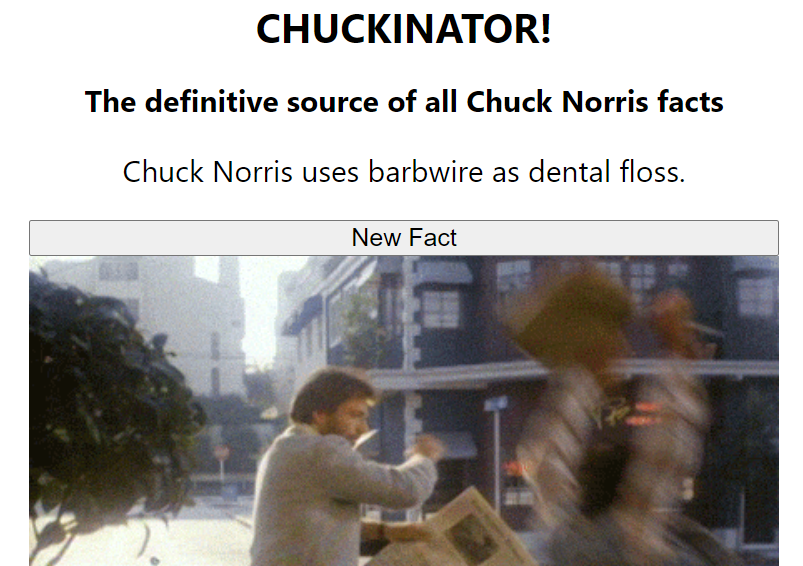 CHUCKINATOR!
The definitive source of all Chuck Norris facts
Chuck Norris uses barbwire as dental floss.
New Fact